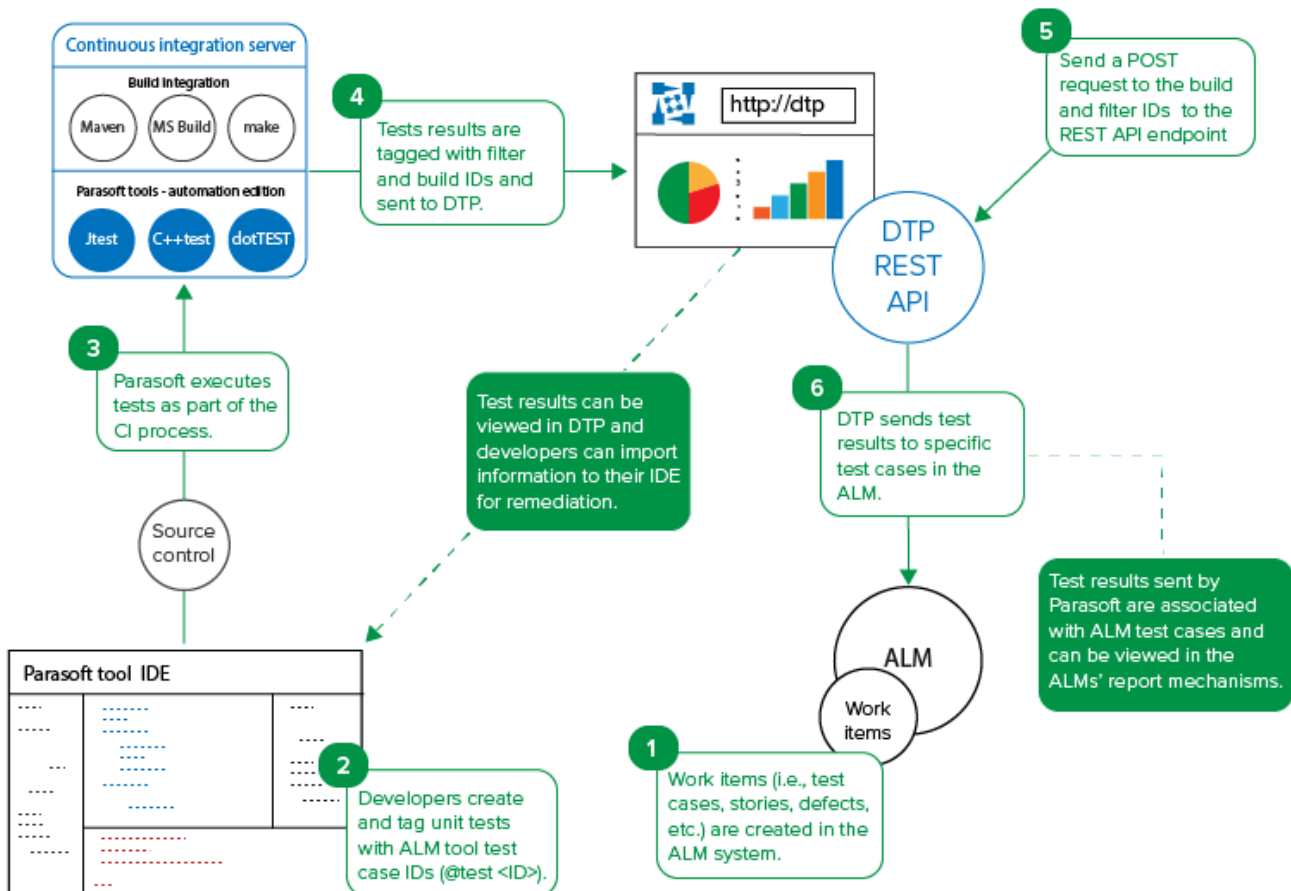 Continuous integration server
Build integration
Maven
MS Build
make
Parasoft tools - automation edition
Jtest
C++test
dotTEST
4
Tests results are
tagged with filter
and build IDs and
sent to DTP.
http://dtp
5
Send a POST
request to the build
and filter IDs to the
REST API endpoint
DTP
REST
API
3
Parasoft executes
tests as part of the
CI process.
Test results can be
viewed in DTP and
developers can import
information to their IDE
for remediation.
6
DTP sends test
results to specific
test cases in the
ALM.
Source
control
Test results sent by
Parasoft are associated
with ALM test cases and
can be viewed in the
ALMs' report mechanisms.
ALM
Work
items
Parasoft tool IDE
2
Developers create
and tag unit tests
with ALM tool test
case IDs (@test <ID>).
1
Work items (i.e., test
cases, stories, defects,
etc.) are created in the
ALM system.